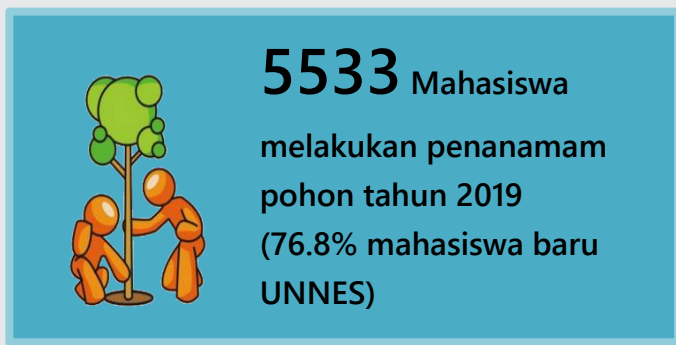 5533 Mahasiswa
melakukan penanamam
pohon tahun 2019
(76.8% mahasiswa baru
UNNES)